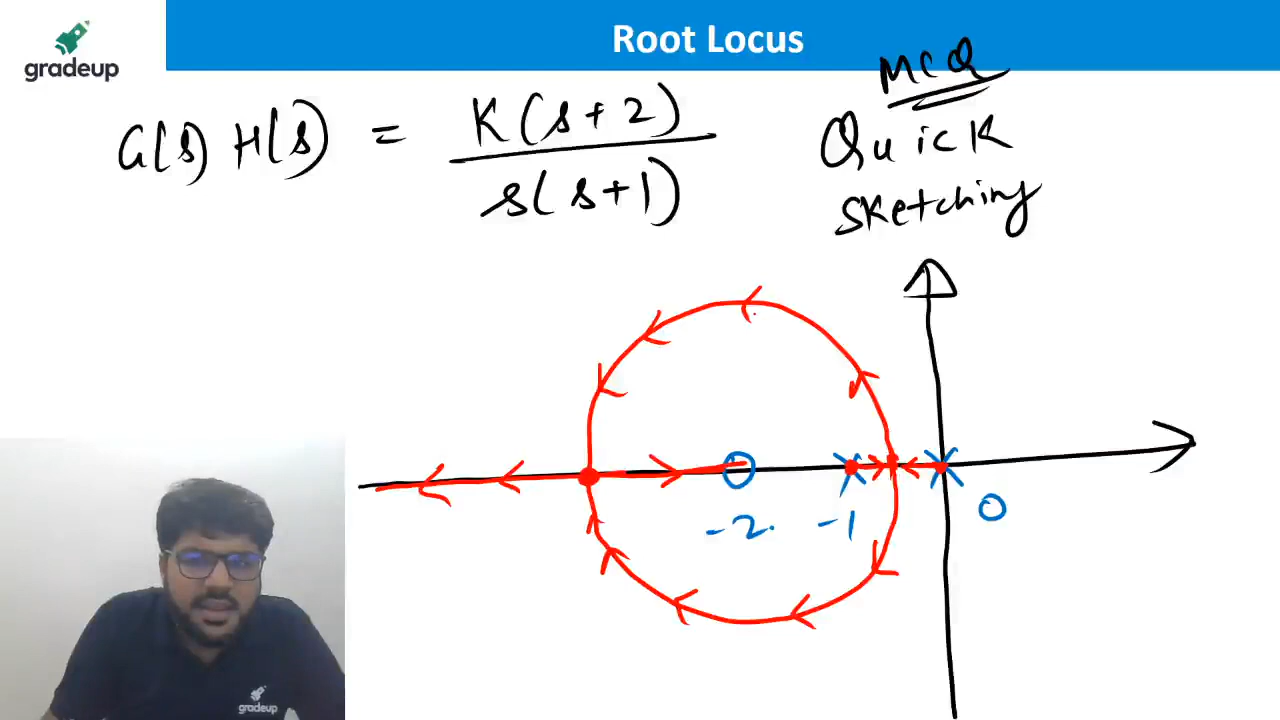 Root Locus
gradeup
MCQ
G(s) H(s) = K(s+2)
s(s+1)
Quick
Sketching
-2.
-1
0
gradeup